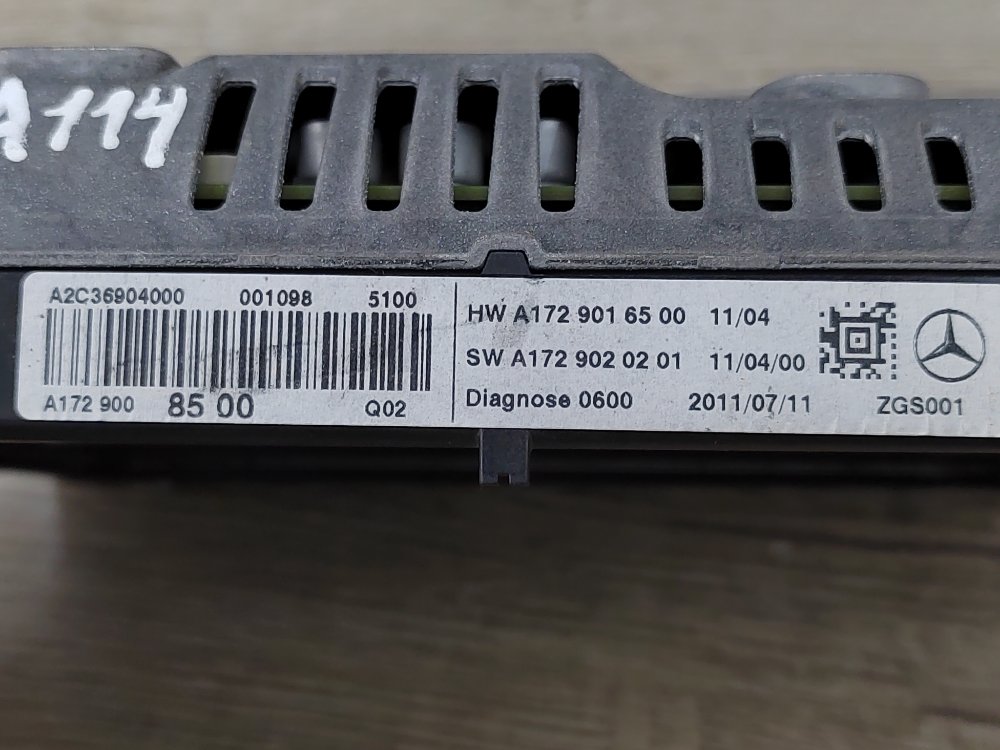 A114
A2C36904000 001098 5100
A172 900 85 00 Q02
HW A172 901 65 00 11/04
SW A172 902 02 01 11/04/00
Diagnose 0600 2011/07/11 ZGS001